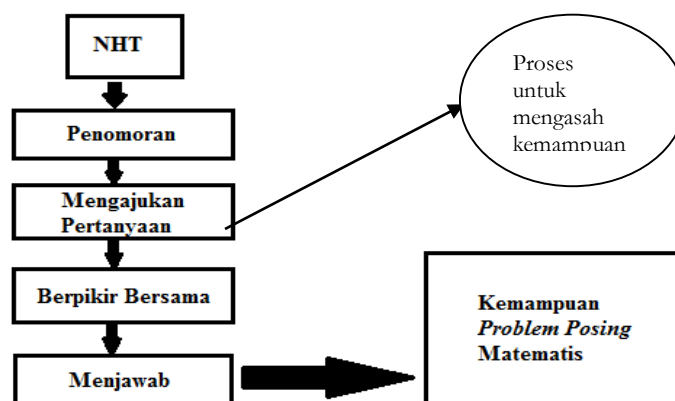 NHT
Penomoran
Mengajukan
Pertanyaan
Berpikir Bersama
Menjawab
Proses
untuk
mengasah
kemampuan
Kemampuan
Problem Posing
Matematis